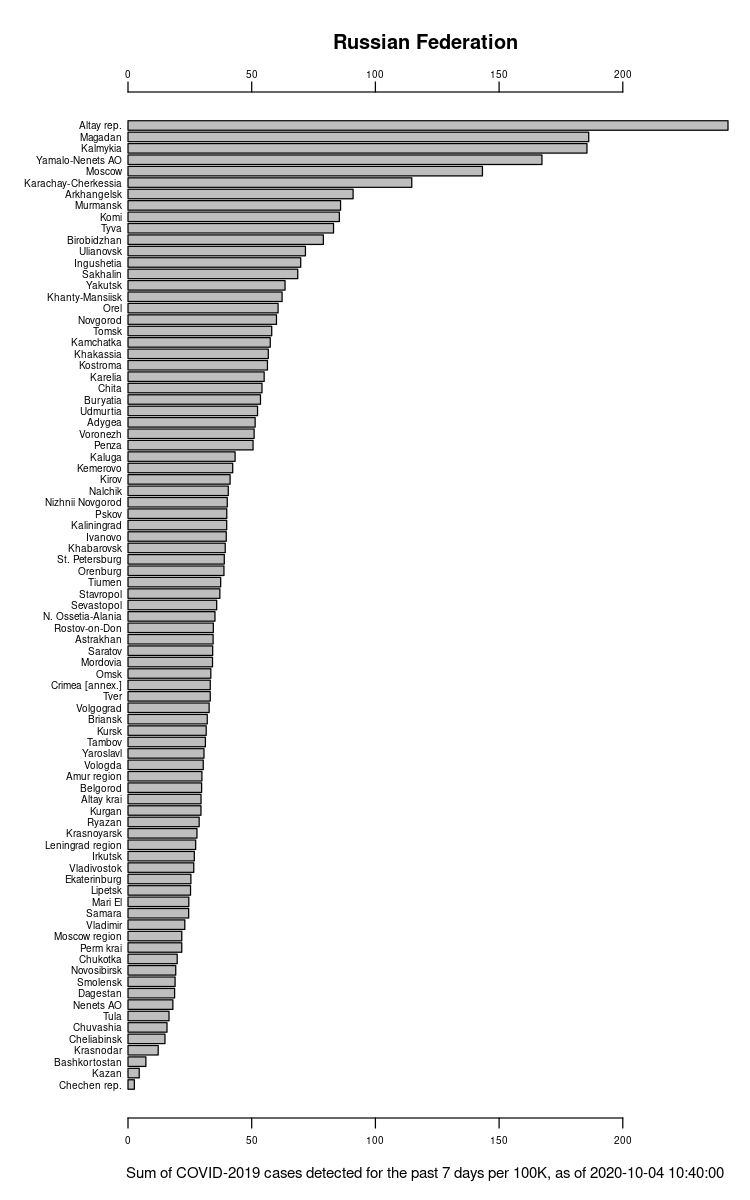 Russian Federation
0 50 100 150 200
Altay rep.
Magadan
Kalmykia
Yamalo-Nenets AO
Moscow
Karachay-Cherkessia
Arkhangelsk
Murmansk
Komi
Tyva
Birobidzhan
Ulianovsk
Ingushetia
Sakhalin
Yakutsk
Khanty-Mansiisk
Orel
Novgorod
Tomsk
Kamchatka
Khakassia
Kostroma
Karelia
Chita
Buryatia
Udmurtia
Adygea
Voronezh
Penza
Kaluga
Kemerovo
Kirov
Nalchik
Nizhnii Novgorod
Pskov
Kaliningrad
Ivanovo
Khabarovsk
St. Petersburg
Orenburg
Tiumen
Stavropol
Sevastopol
N. Ossetia-Alania
Rostov-on-Don
Astrakhan
Saratov
Mordovia
Omsk
Crimea [annex.]
Tver
Volgograd
Briansk
Kursk
Tambov
Yaroslavl
Vologda
Amur region
Belgorod
Altay krai
Kurgan
Ryazan
Krasnoyarsk
Leningrad region
Irkutsk
Vladivostok
Ekaterinburg
Lipetsk
Mari El
Samara
Vladimir
Moscow region
Perm krai
Chukotka
Novosibirsk
Smolensk
Dagestan
Nenets AO
Tula
Chuvashia
Cheliabinsk
Krasnodar
Bashkortostan
Kazan
Chechen rep.
0 50 100 150 200
Sum of COVID-2019 cases detected for the past 7 days per 100K, as of 2020-10-04 10:40:00